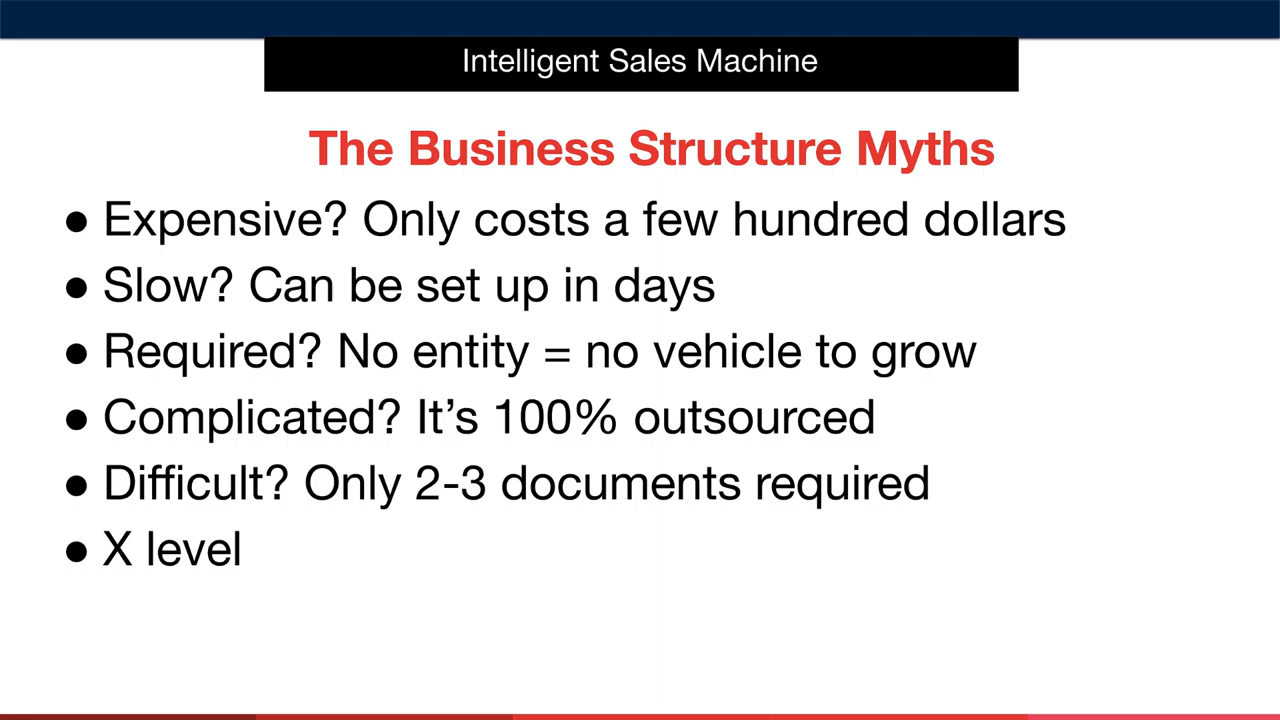 Intelligent Sales Machine
The Business Structure Myths
● Expensive? Only costs a few hundred dollars
● Slow? Can be set up in days
● Required? No entity = no vehicle to grow
● Complicated? It’s 100% outsourced
● Difficult? Only 2-3 documents required
● X level